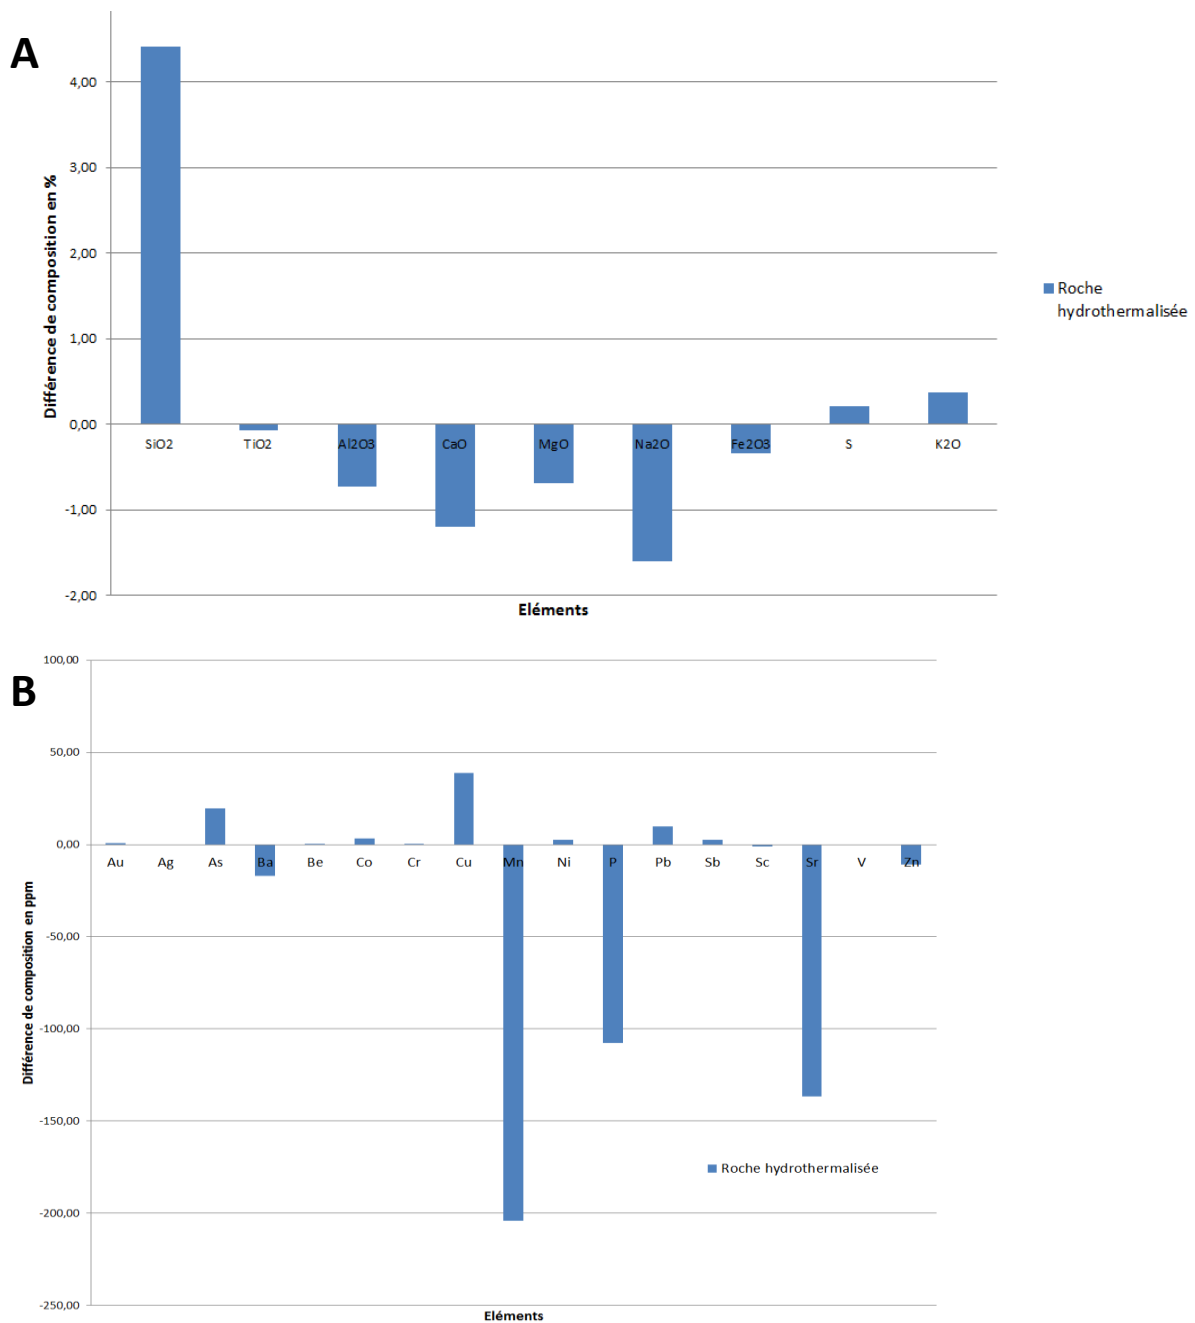 A
4,00
3,00
2,00
1,00
0,00
-1,00
-2,00
Différence de composition en %
SiO2 TiO2 Al2O3 CaO MgO Na2O Fe2O3 S K2O
Eléments
Roche
hydrothermalisée
B
100,00
50,00
0,00
-50,00
-100,00
-150,00
-200,00
-250,00
Différence de composition en ppm
Au Ag As Ba Be Co Cr Cu Mn Ni P Pb Sb Sc Sr V Zn
Roche hydrothermalisée
Eléments